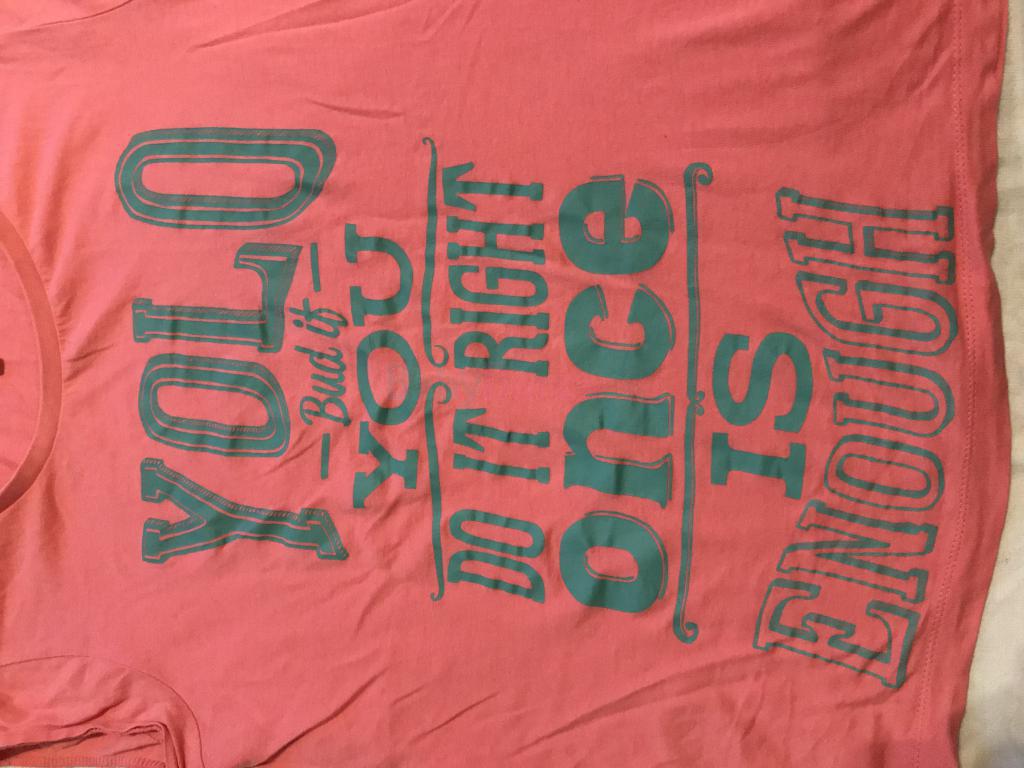 YOLO
- Bud if -
YOU
DO IT RIGHT
once
IS
ENOUGH